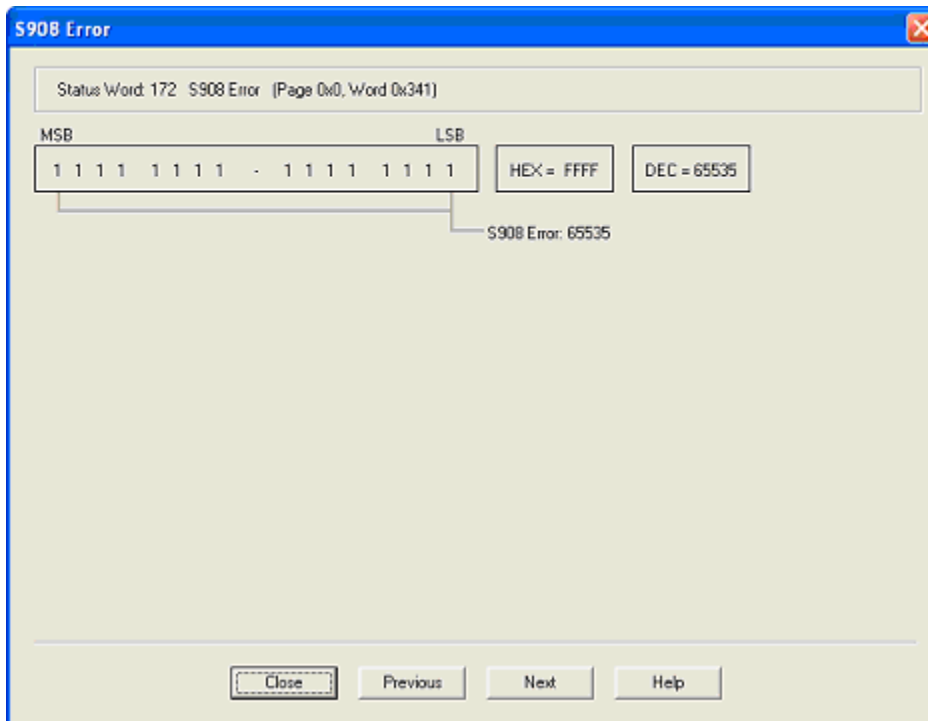 S908 Error
Status Word: 172 S908 Error (Page 0x0, Word 0x341)
MSB LSB
1 1 1 1 1 1 1 1 - 1 1 1 1 1 1 1 1 HEX = FFFF DEC = 65535
S908 Error: 65535
Close Previous Next Help